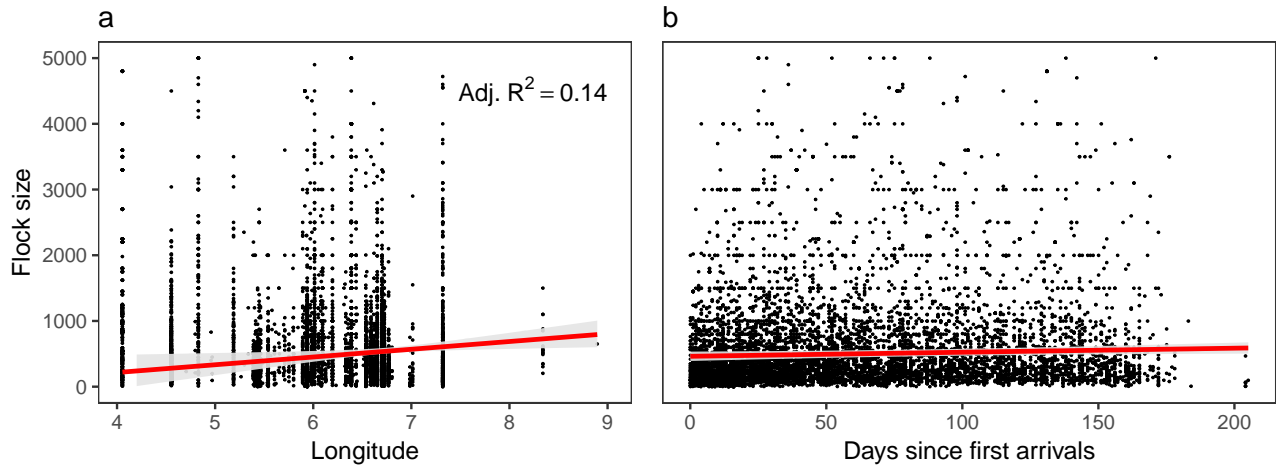 a
b
Flock size
5000
4000
3000
2000
1000
0
Adj. R² = 0.14
4 5 6 7 8 9
Longitude
0 50 100 150 200
Days since first arrivals